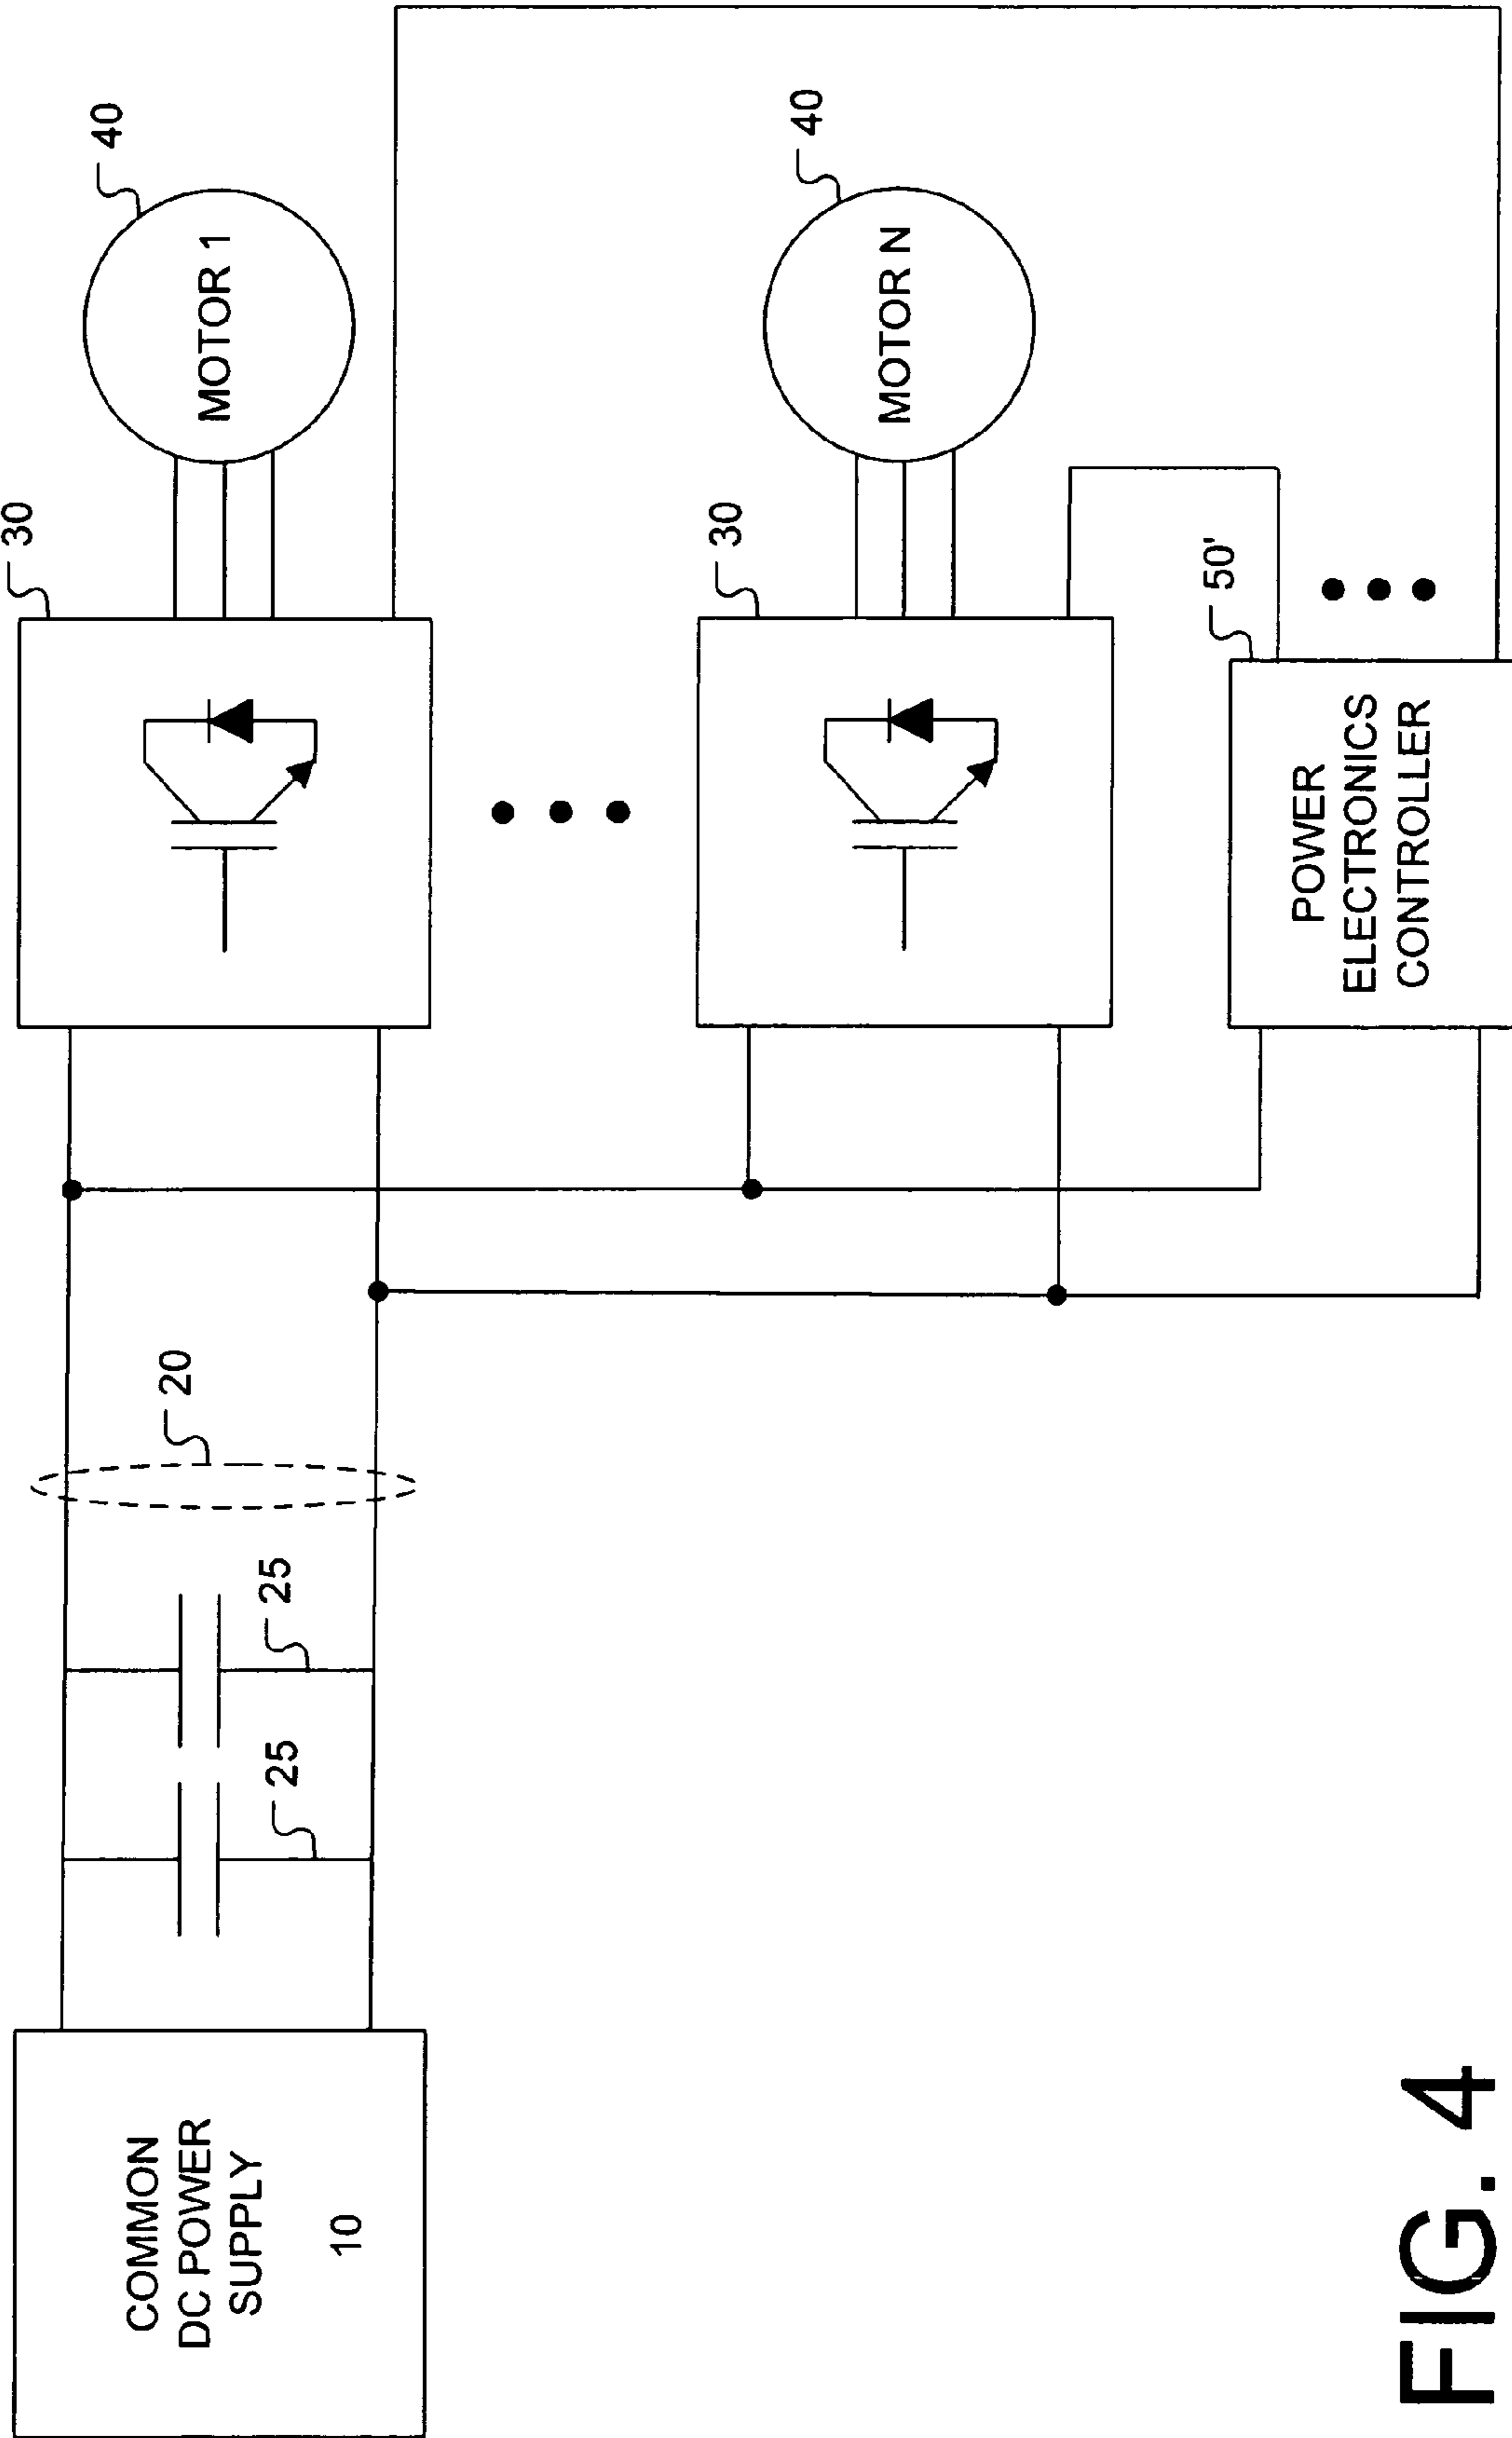 COMMON
DC POWER
SUPPLY
10
25
25
20
30
MOTOR 1
40
30
MOTOR N
40
50'
POWER
ELECTRONICS
CONTROLLER
FIG. 4